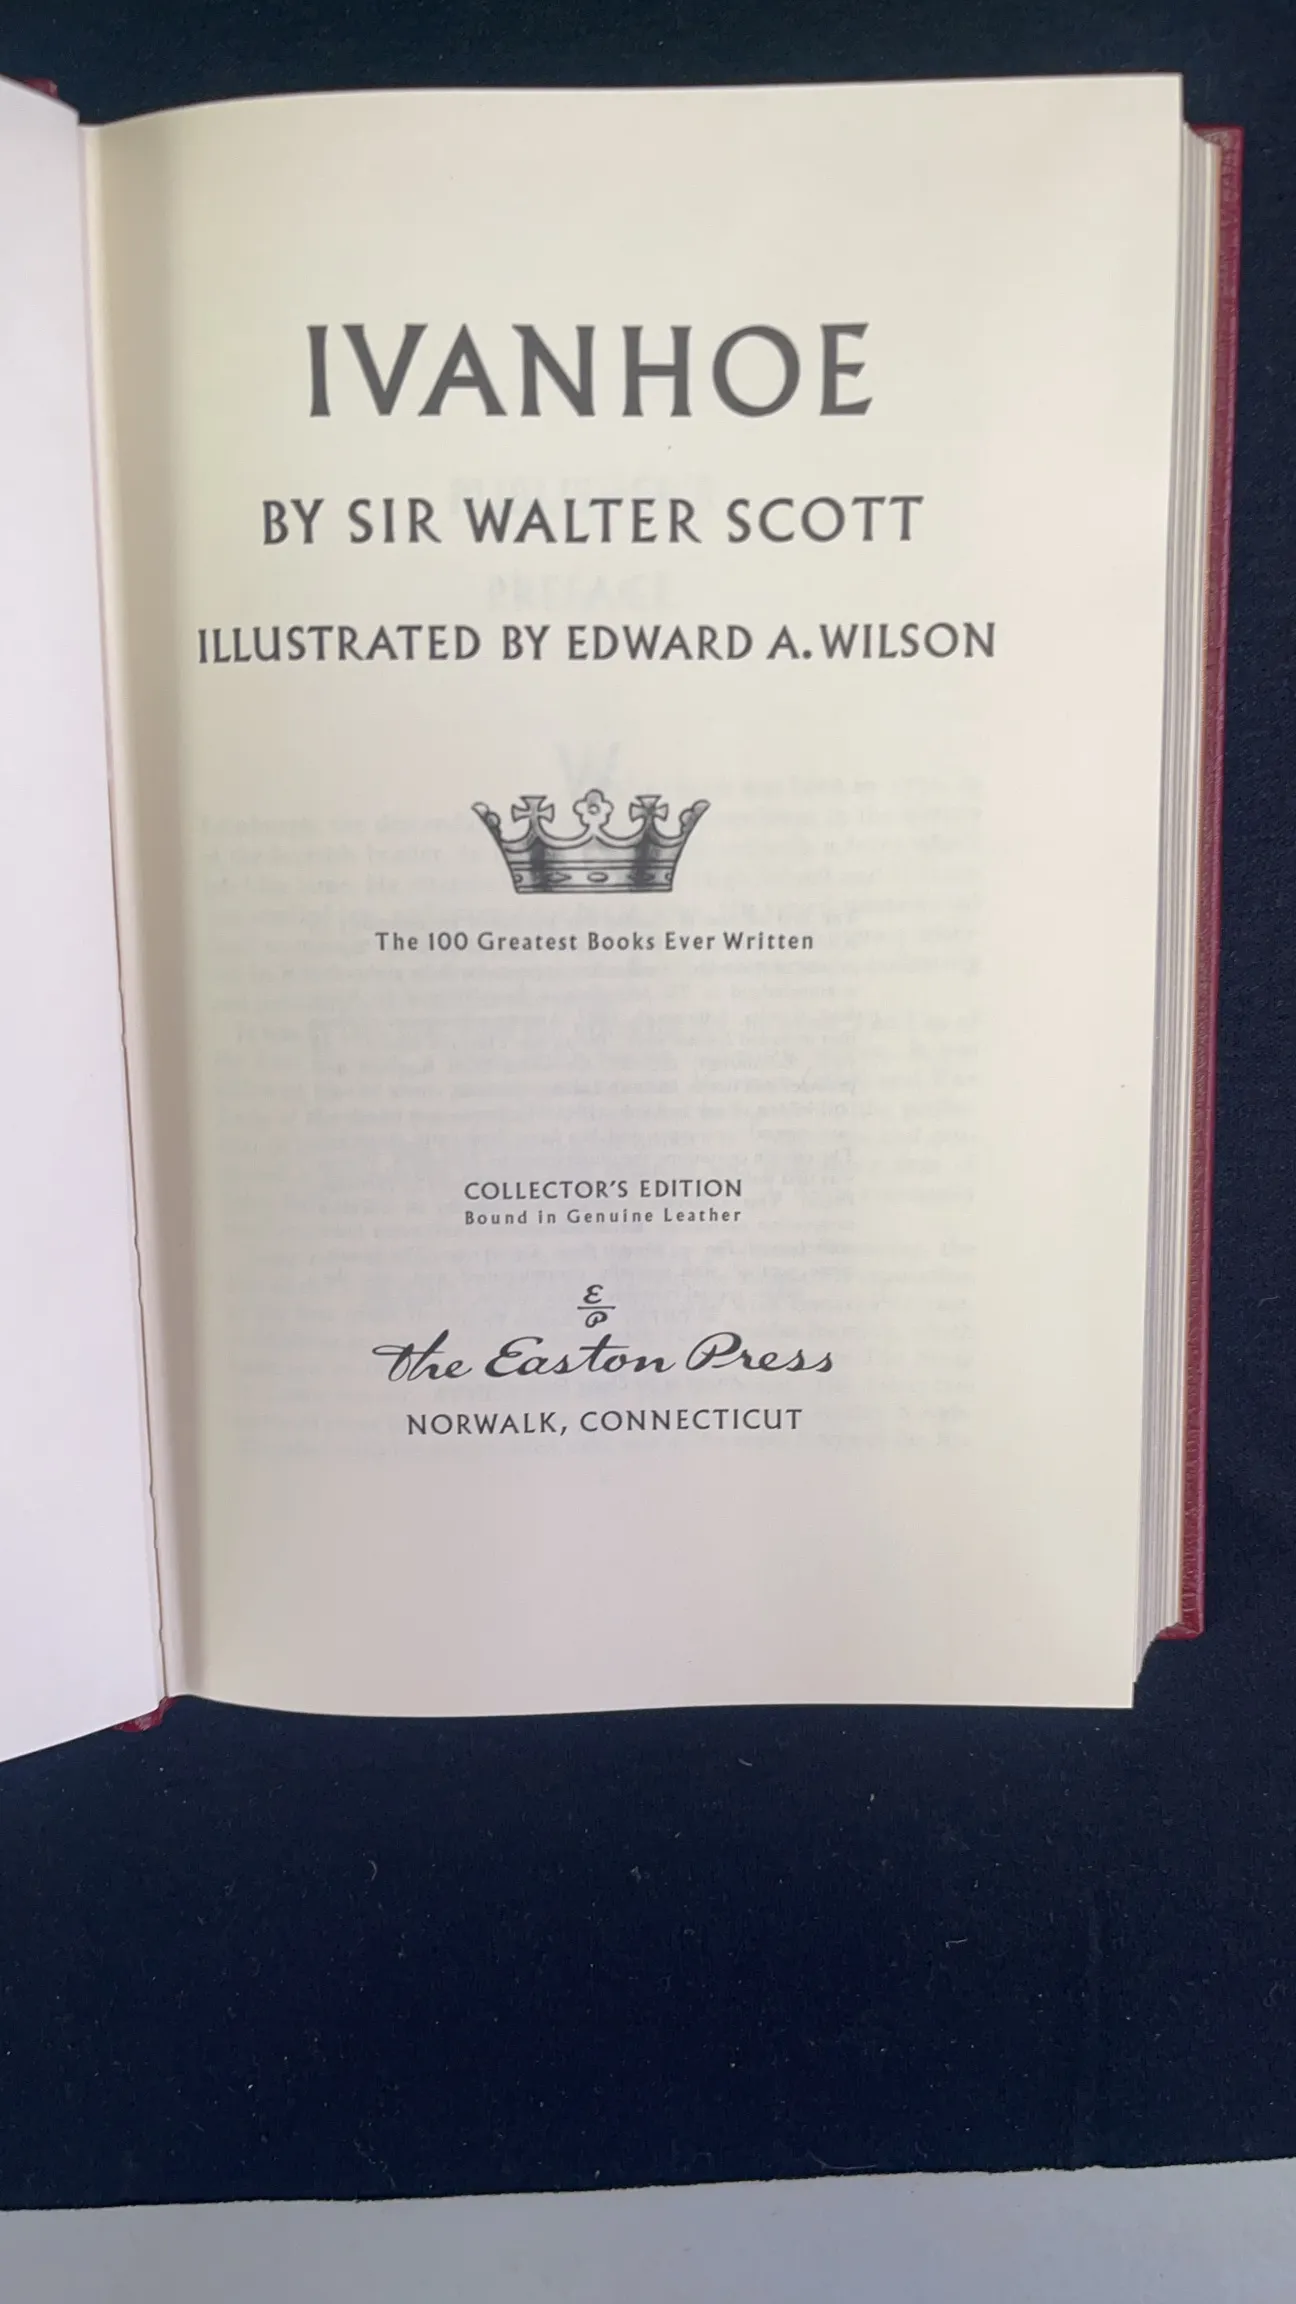 IVANHOE
BY SIR WALTER SCOTT
ILLUSTRATED BY EDWARD A. WILSON
The 100 Greatest Books Ever Written
COLLECTOR'S EDITION
Bound in Genuine Leather
E
P
The Easton Press
NORWALK, CONNECTICUT